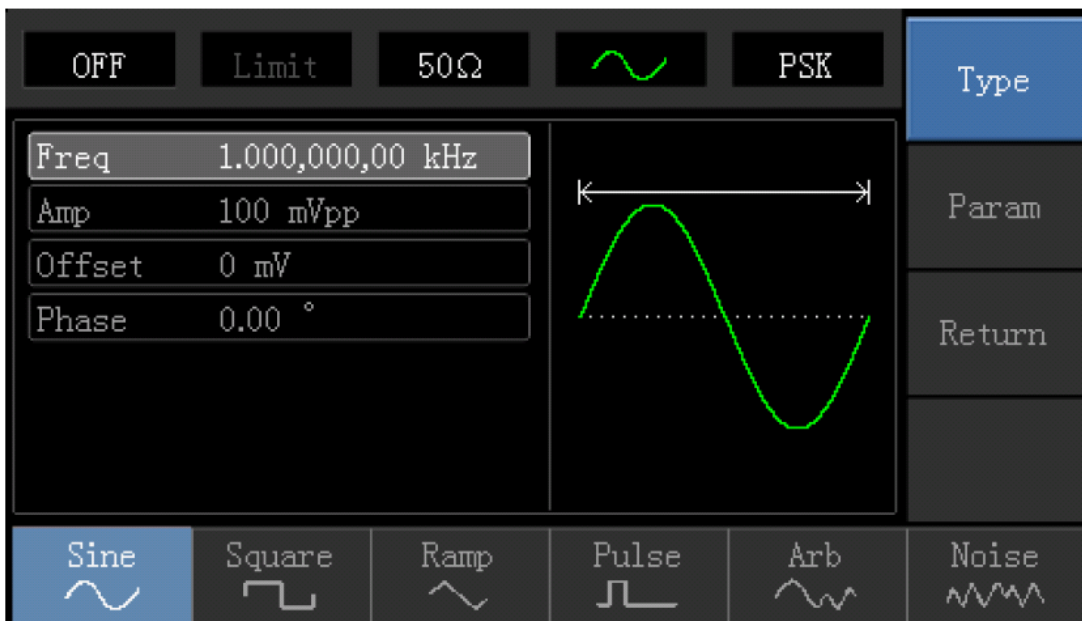 OFF Limit 50Ω PSK
Type
Freq 1.000,000,00 kHz
Amp 100 mVpp
Offset 0 mV
Phase 0.00 °
Param
Return
Sine Square Ramp Pulse Arb Noise